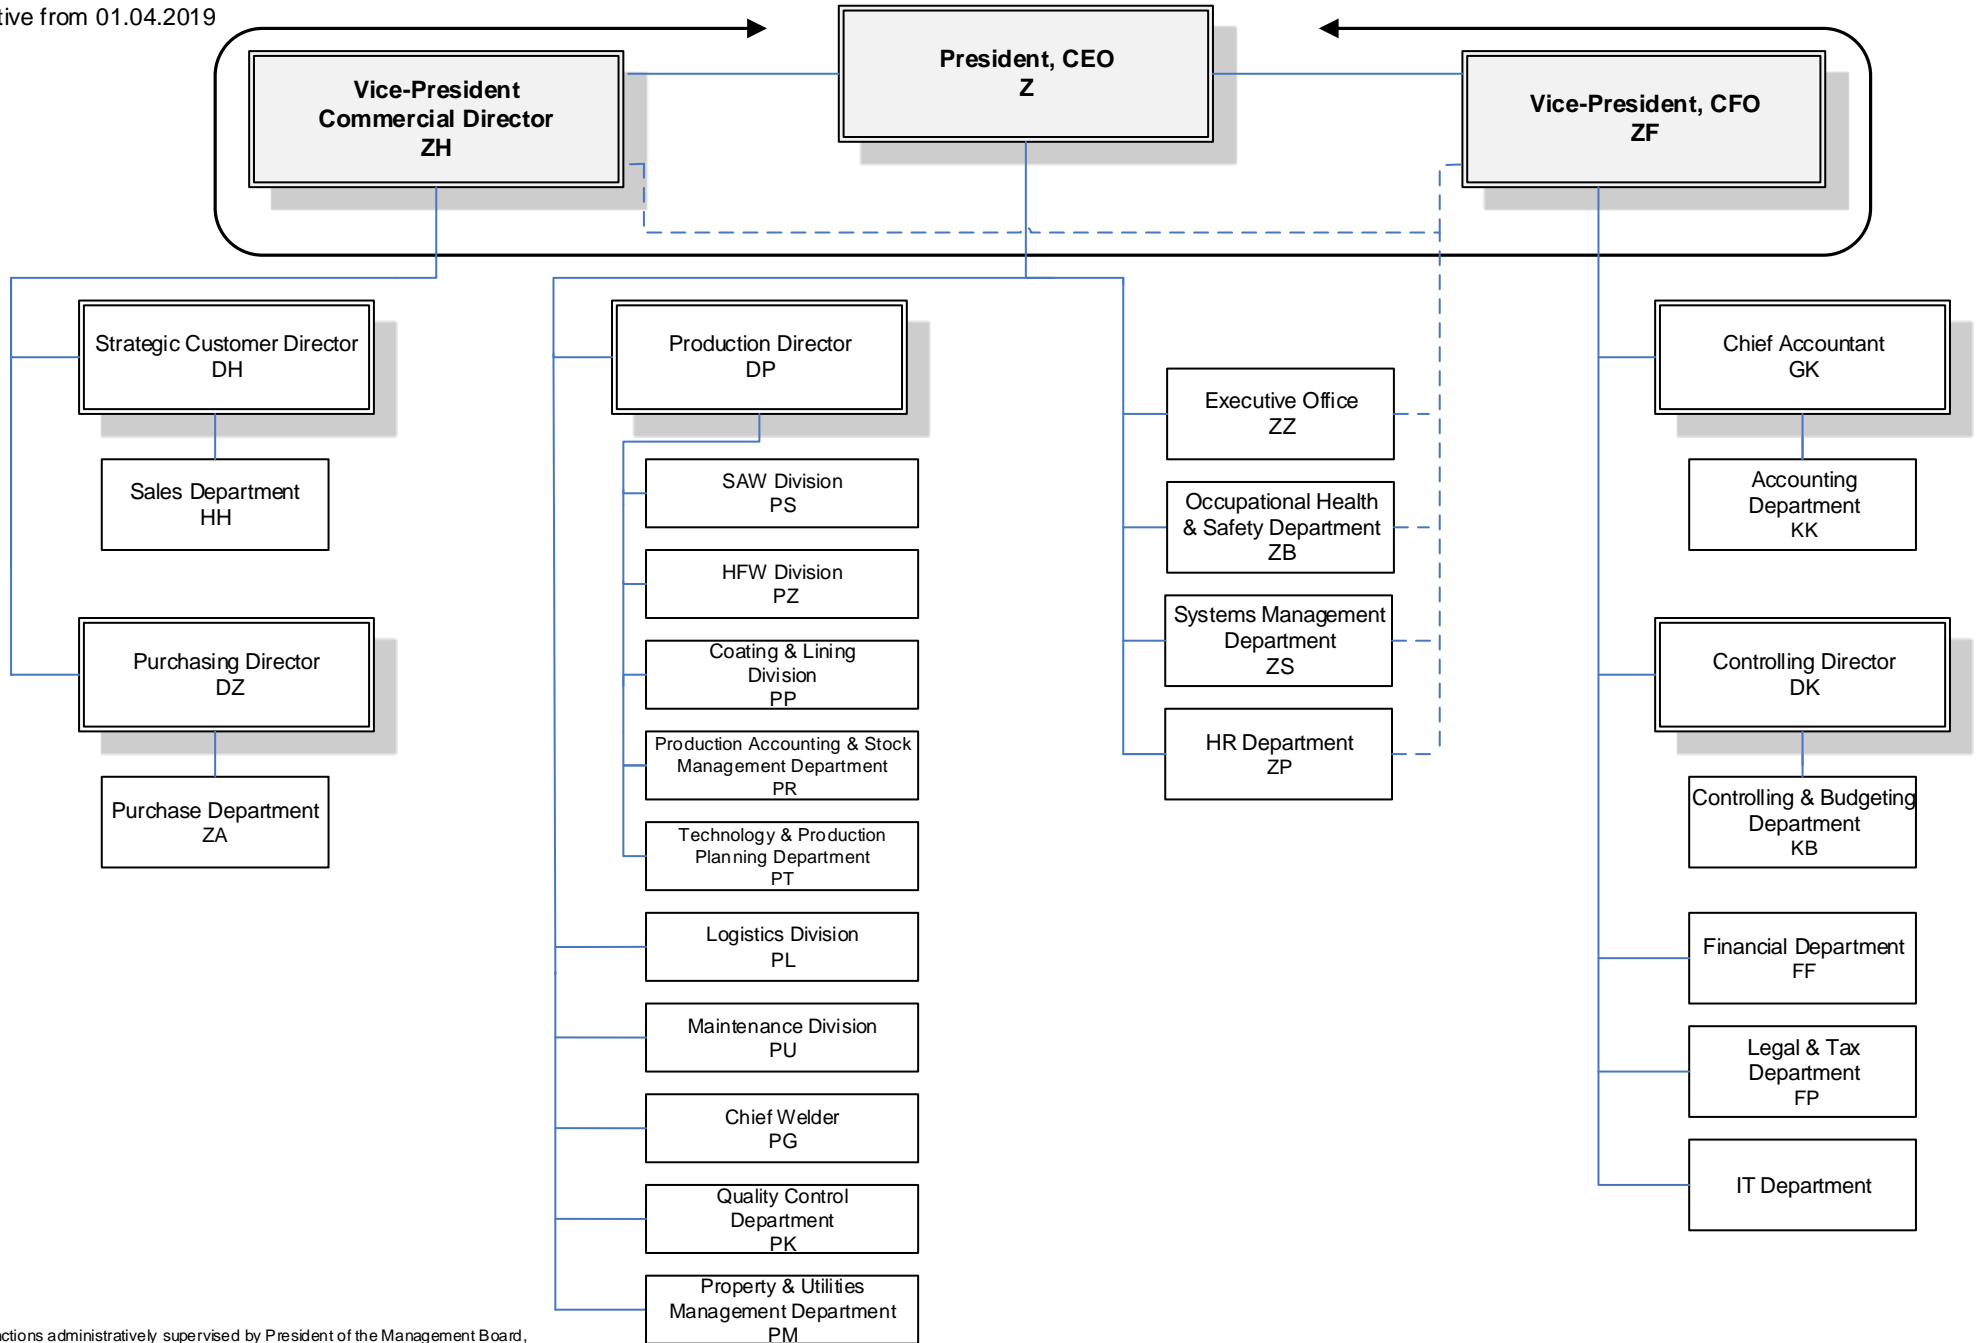 from 01.04.2019
President, CEO
Z
Vice-President
Commercial Director
ZH
Vice-President, CFO
ZF
Strategic Customer Director
DH
Sales Department
HH
Purchasing Director
DZ
Purchase Department
ZA
Production Director
DP
SAW Division
PS
HFW Division
PZ
Coating & Lining
Division
PP
Production Accounting & Stock
Management Department
PR
Technology & Production
Planning Department
PT
Logistics Division
PL
Maintenance Division
PU
Chief Welder
PG
Quality Control
Department
PK
Property & Utilities
Management Department
PM
Executive Office
ZZ
Occupational Health
& Safety Department
ZB
Systems Management
Department
ZS
HR Department
ZP
Chief Accountant
GK
Accounting
Department
KK
Controlling Director
DK
Controlling & Budgeting
Department
KB
Financial Department
FF
Legal & Tax
Department
FP
IT Department
administratively supervised by President of the Management Board,